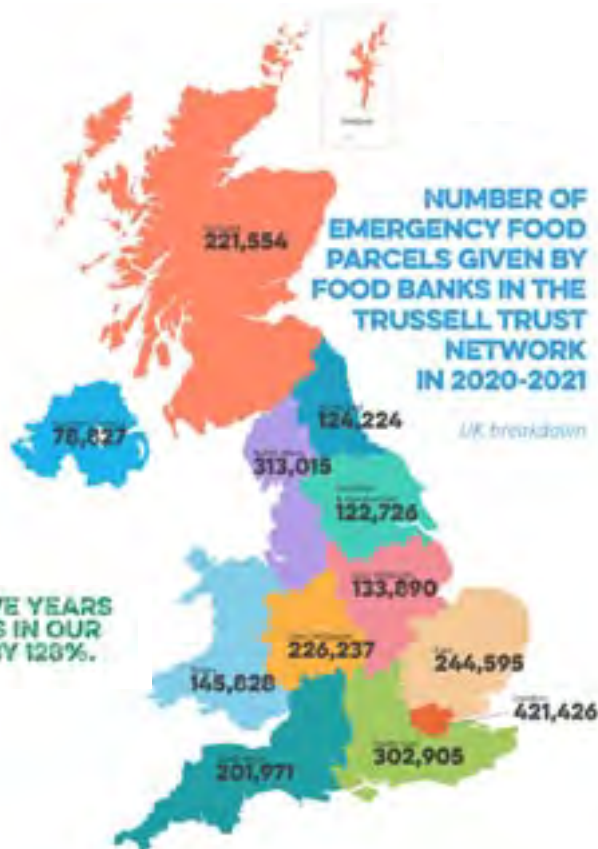 NUMBER OF
EMERGENCY FOOD
PARCELS GIVEN BY
FOOD BANKS IN THE
TRUSSELL TRUST
NETWORK
IN 2020-2021
UK breakdown
221,554
124,224
78,827
313,015
122,726
133,890
VE YEARS
S IN OUR
BY 128%.
226,237
244,595
145,828
421,426
302,905
201,971